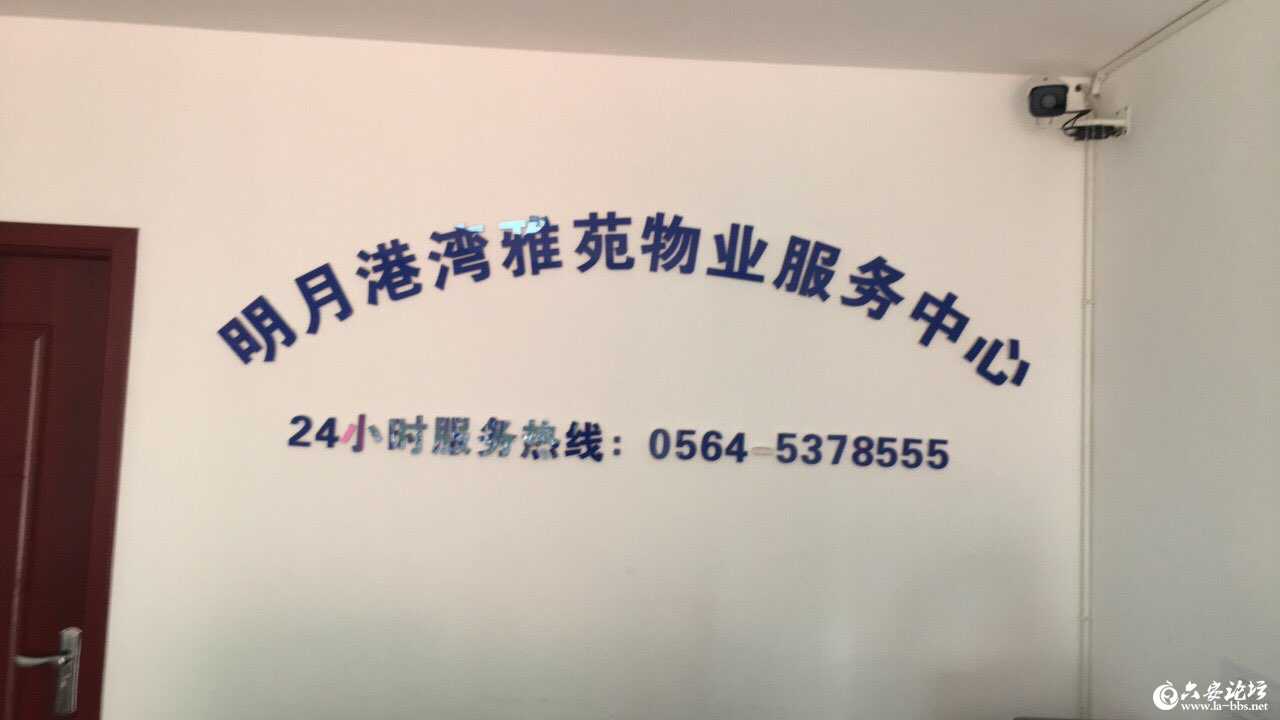 明月港湾雅苑物业服务中心
24小时服务热线：0564-5378555
六安论坛
www.la-bbs.net